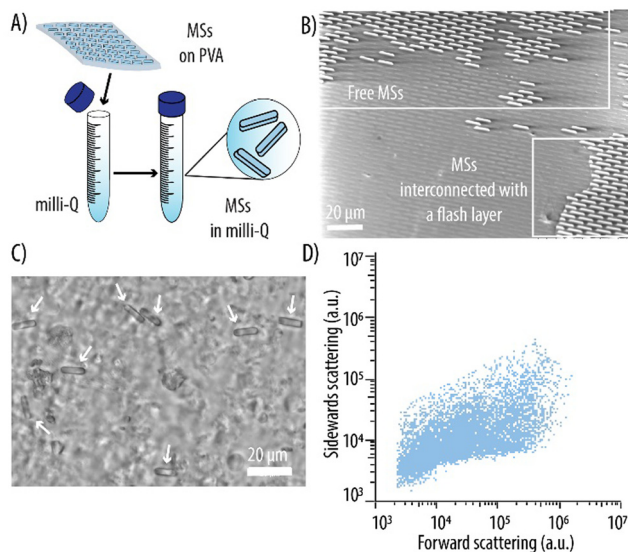 A)
MSs
on PVA
milli-Q
MSs
in milli-Q
B)
Free MSs
MSs
interconnected with
a flash layer
20 µm
C)
20 µm
D)
Sidewards scattering (a.u.)
10⁷
10⁶
10⁵
10⁴
10³
10³
10⁴
10⁵
10⁶
10⁷
Forward scattering (a.u.)